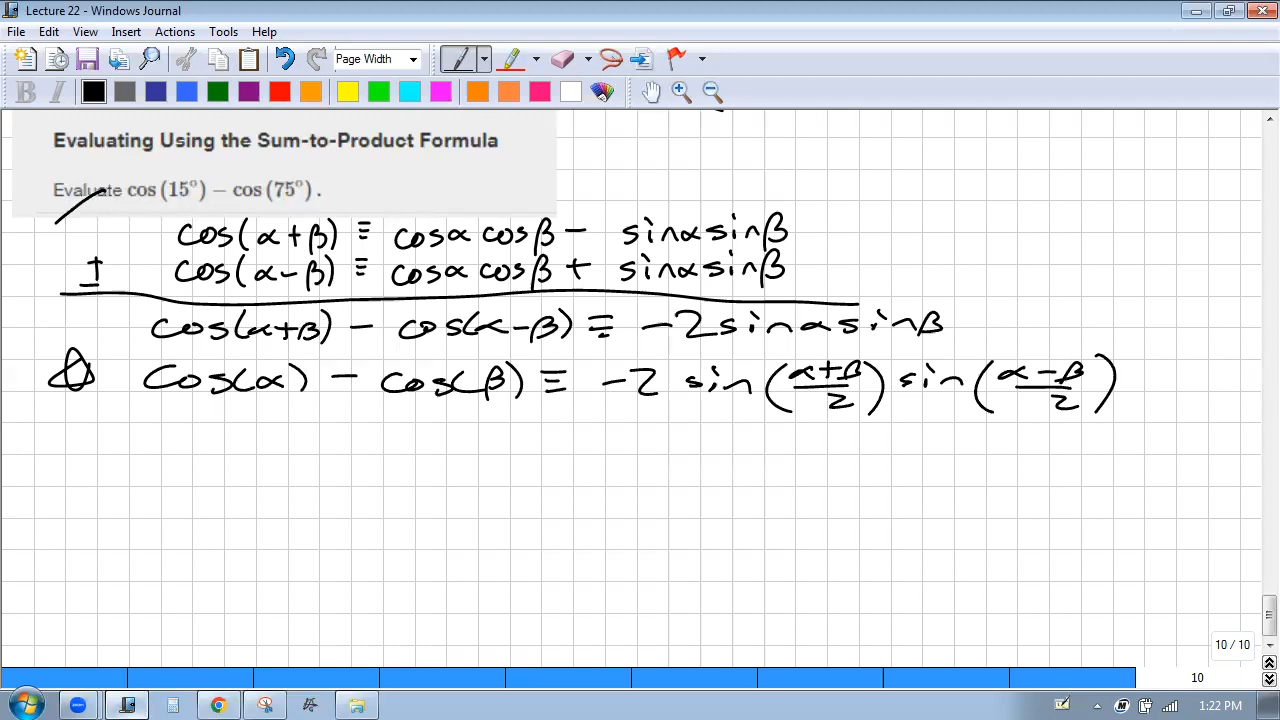 Lecture 22 - Windows Journal
File Edit View Insert Actions Tools Help
Page Width
B I
Evaluating Using the Sum-to-Product Formula
Evaluate cos (15°) − cos (75°) .
cos(α+β) ≡ cosα cosβ − sinα sinβ
± cos(α−β) ≡ cosα cosβ + sinα sinβ
cos(α+β) − cos(α−β) ≡ −2 sinα sinβ
cos(α) − cos(β) ≡ −2 sin((α+β)/2) sin((α−β)/2)
10 / 10
10
1:22 PM